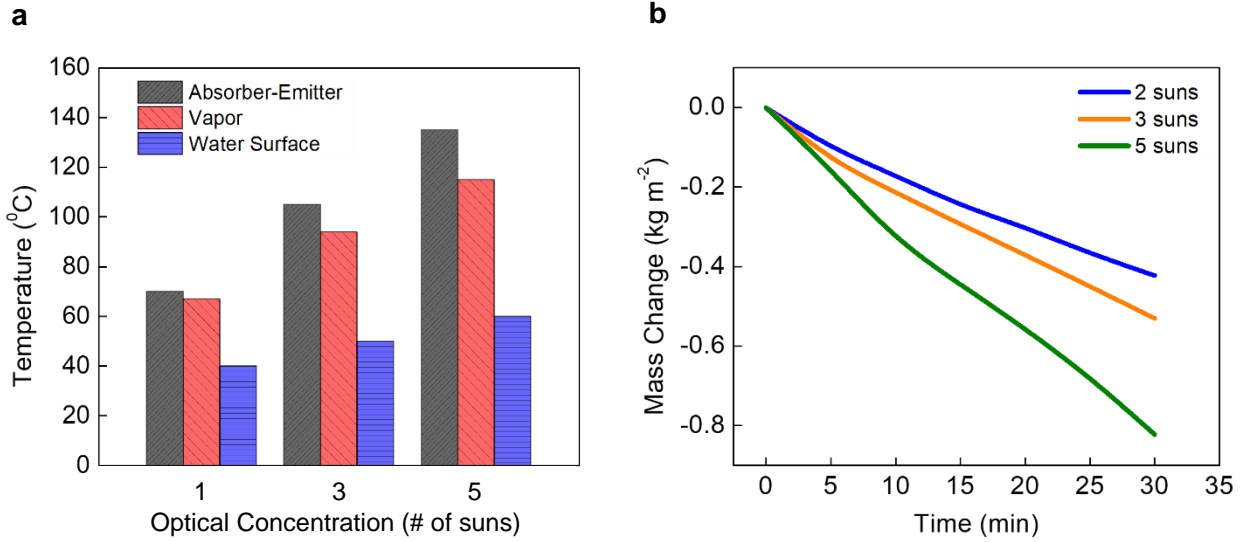 a
160
140
120
100
80
60
40
20
0
Temperature (⁰C)
Absorber-Emitter
Vapor
Water Surface
1 3 5
Optical Concentration (# of suns)
b
0.0
-0.2
-0.4
-0.6
-0.8
Mass Change (kg m⁻²)
2 suns
3 suns
5 suns
0 5 10 15 20 25 30 35
Time (min)